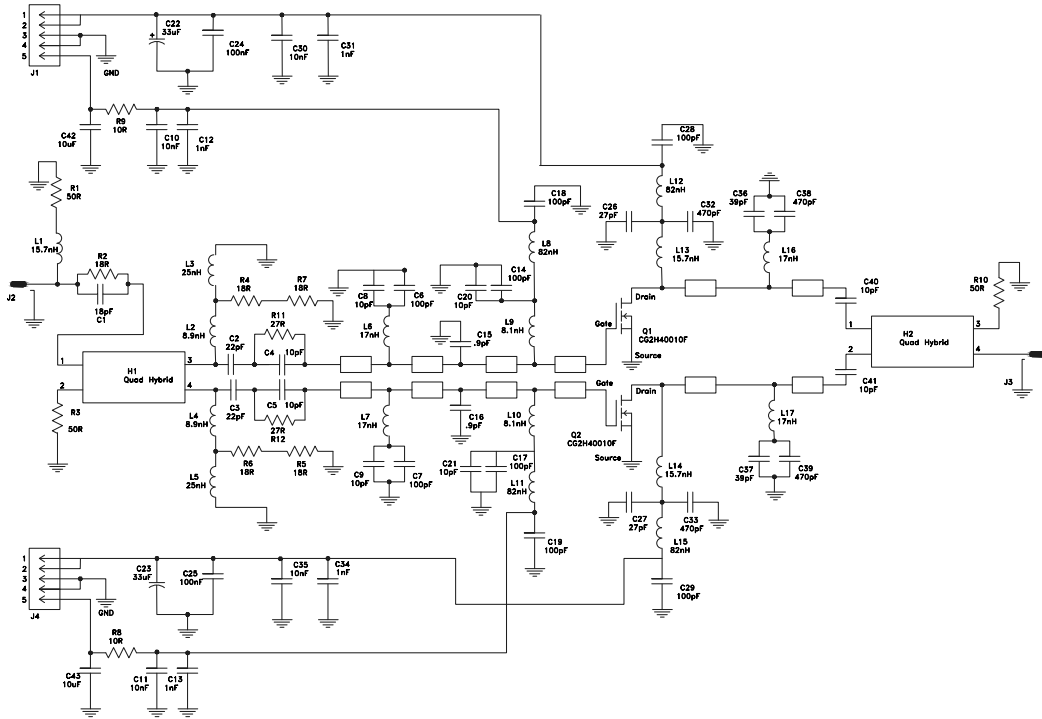 1
2
3
4
5
J1
GND
C22
33uF
+
C24
100nF
C30
10nF
C31
1nF
C42
10uF
R9
10R
C10
10nF
C12
1nF
R1
50R
L1
15.7nH
J2
R2
18R
18pF
C1
1
2
H1
Quad Hybrid
3
4
R3
50R
L3
25nH
R4
18R
R7
18R
L2
8.9nH
C2
22pF
R11
27R
C4
10pF
C3
22pF
C5
10pF
27R
R12
L4
8.9nH
R6
18R
R5
18R
L5
25nH
C8
10pF
C6
100pF
L6
17nH
L7
17nH
C9
10pF
C7
100pF
C20
10pF
C14
100pF
C15
.9pF
C16
.9pF
C18
100pF
L8
82nH
L9
8.1nH
L10
8.1nH
C21
10pF
C17
100pF
L11
82nH
C19
100pF
C28
100pF
L12
82nH
C26
27pF
C32
470pF
L13
15.7nH
Drain
Gate
Q1
CG2H40010F
Source
Gate
Drain
Q2
CG2H40010F
Source
L14
15.7nH
C27
27pF
C33
470pF
L15
82nH
C29
100pF
C36
39pF
C38
470pF
L16
17nH
L17
17nH
C37
39pF
C39
470pF
C40
10pF
C41
10pF
1
2
H2
Quad Hybrid
3
4
R10
50R
J3
1
2
3
4
5
J4
GND
C23
33uF
C25
100nF
C35
10nF
C34
1nF
R8
10R
C43
10uF
C11
10nF
C13
1nF